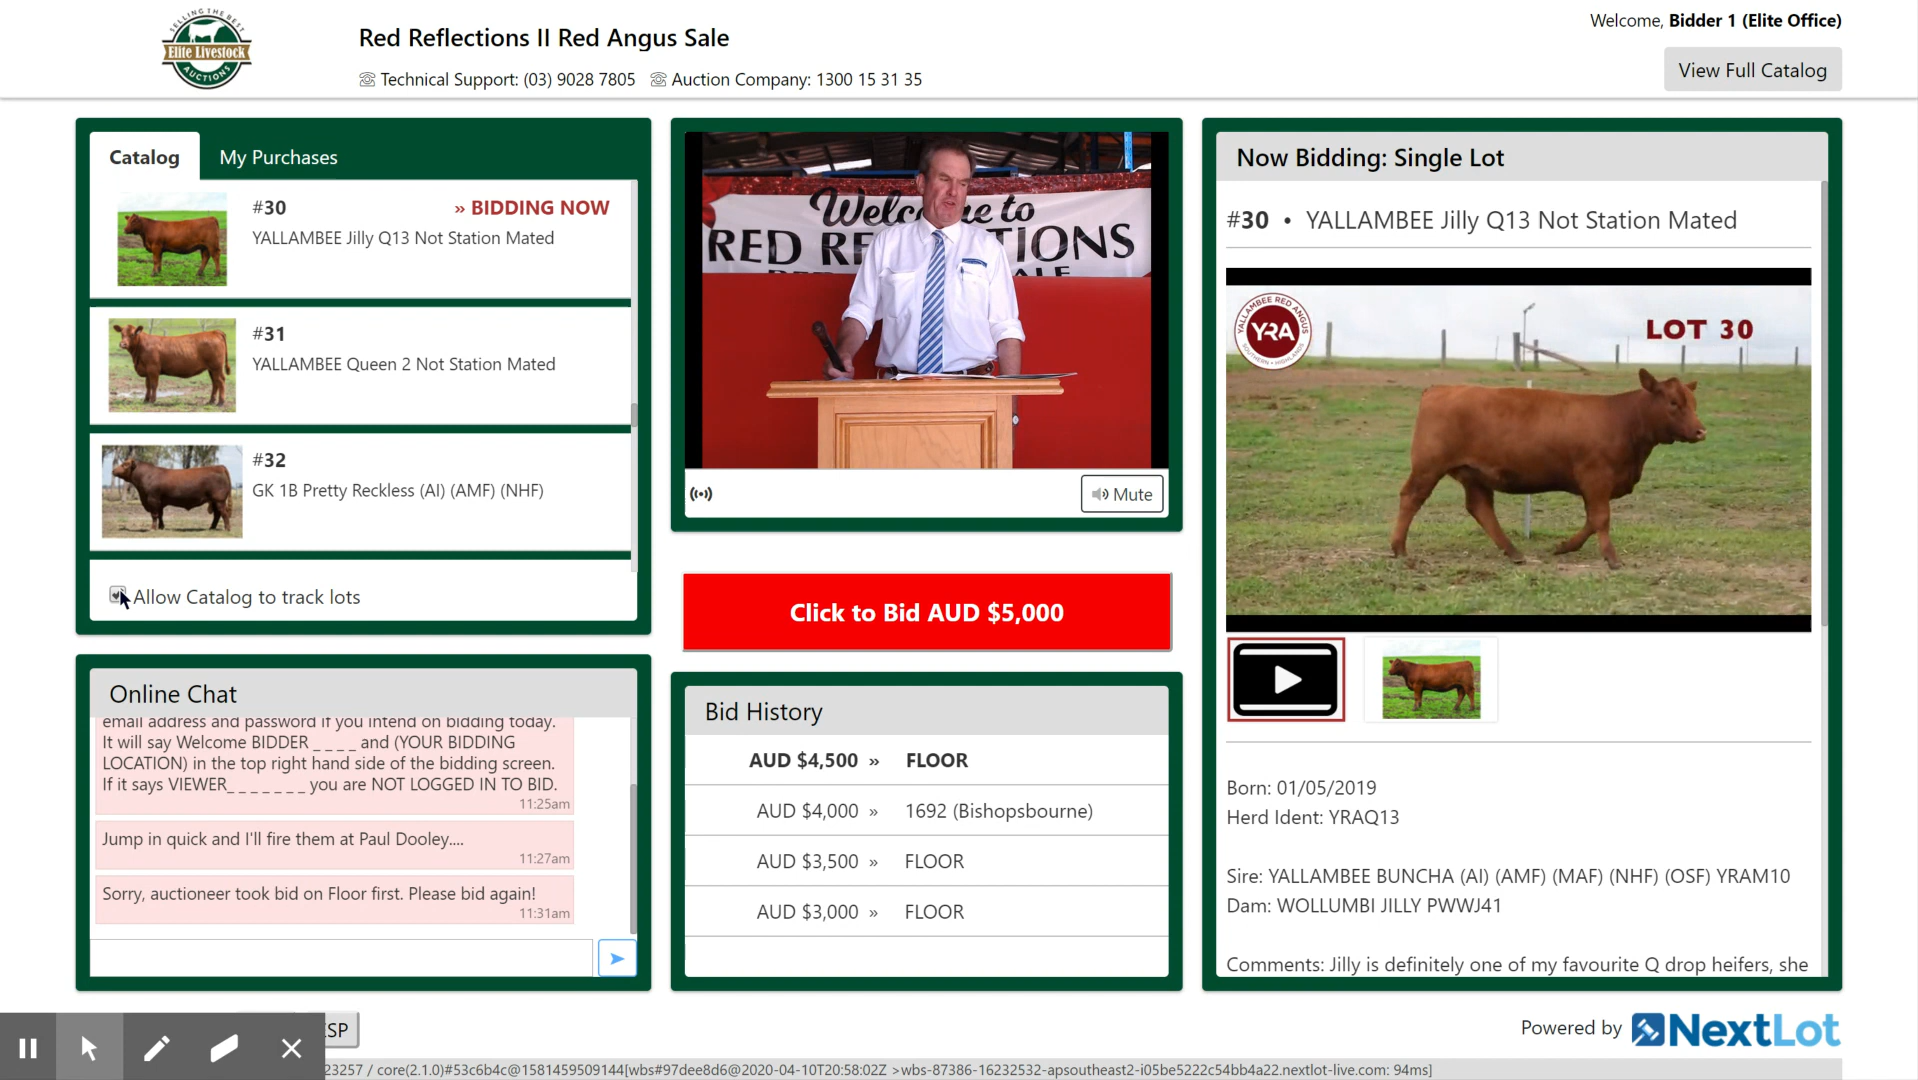 SELLING THE BEST
Elite Livestock
AUCTIONS
Red Reflections II Red Angus Sale
Technical Support: (03) 9028 7805 Auction Company: 1300 15 31 35
Welcome, Bidder 1 (Elite Office)
View Full Catalog
Catalog
My Purchases
#30 » BIDDING NOW
YALLAMBEE Jilly Q13 Not Station Mated
#31
YALLAMBEE Queen 2 Not Station Mated
#32
GK 1B Pretty Reckless (AI) (AMF) (NHF)
Allow Catalog to track lots
Online Chat
email address and password if you intend on bidding today.
It will say Welcome BIDDER _ _ _ _ and (YOUR BIDDING
LOCATION) in the top right hand side of the bidding screen.
If it says VIEWER_ _ _ _ _ _ _ you are NOT LOGGED IN TO BID.
11:25am
Jump in quick and I'll fire them at Paul Dooley....
11:27am
Sorry, auctioneer took bid on Floor first. Please bid again!
11:31am
Welc e to
RED RE TIONS
ALE
Mute
Click to Bid AUD $5,000
Bid History
AUD $4,500 » FLOOR
AUD $4,000 » 1692 (Bishopsbourne)
AUD $3,500 » FLOOR
AUD $3,000 » FLOOR
Now Bidding: Single Lot
#30 • YALLAMBEE Jilly Q13 Not Station Mated
YALLAMBEE RED ANGUS
YRA
SOUTHERN HIGHLANDS
LOT 30
Born: 01/05/2019
Herd Ident: YRAQ13
Sire: YALLAMBEE BUNCHA (AI) (AMF) (MAF) (NHF) (OSF) YRAM10
Dam: WOLLUMBI JILLY PWWJ41
Comments: Jilly is definitely one of my favourite Q drop heifers, she
SP
Powered by NextLot
23257 / core(2.1.0)#53c6b4c@1581459509144[wbs#97dee8d6@2020-04-10T20:58:02Z >wbs-87386-16232532-apsoutheast2-i05be5222c54bb4a22.nextlot-live.com: 94ms]